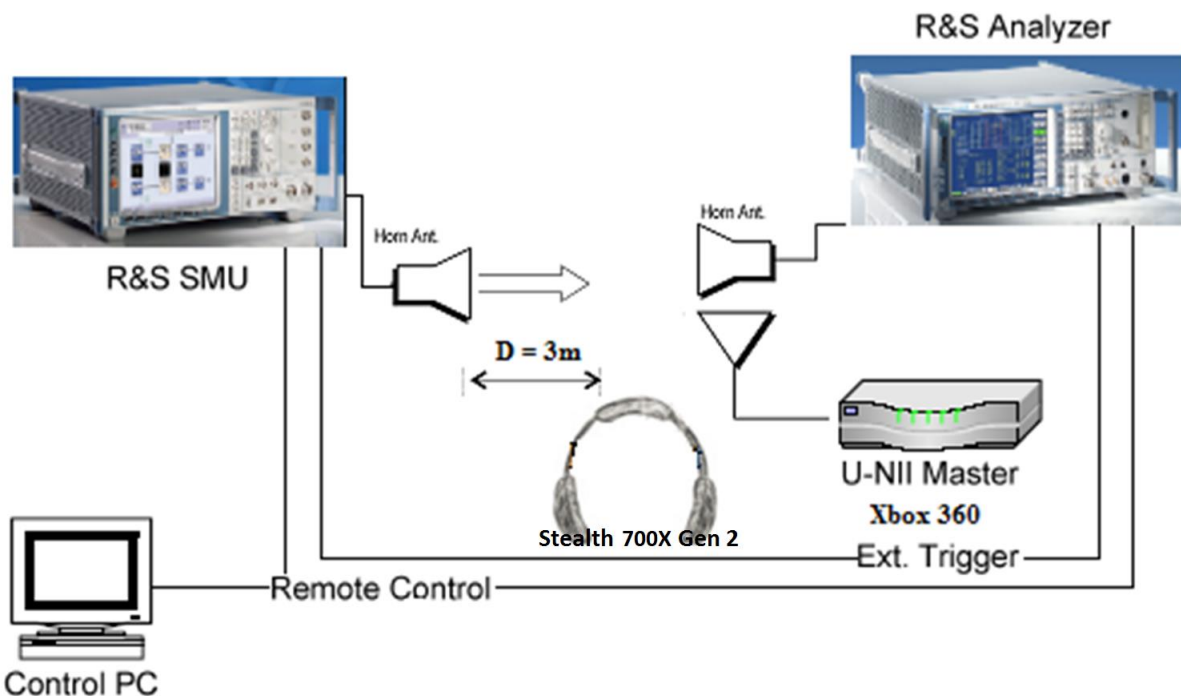 R&S Analyzer
Horn Ant.
Horn Ant.
R&S SMU
D = 3m
U-NII Master
Xbox 360
Stealth 700X Gen 2
Ext. Trigger
Remote Control
Control PC